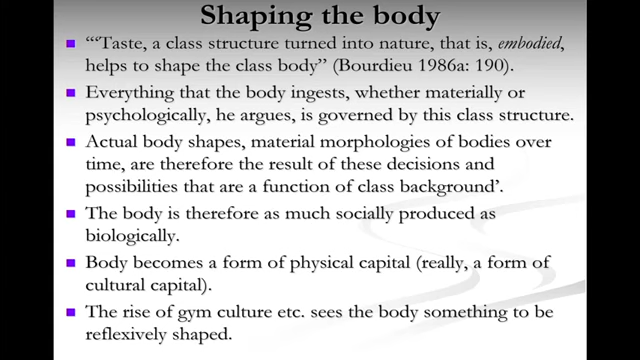 Shaping the body
"'Taste, a class structure turned into nature, that is, embodied,
helps to shape the class body" (Bourdieu 1986a: 190).
Everything that the body ingests, whether materially or
psychologically, he argues, is governed by this class structure.
Actual body shapes, material morphologies of bodies over
time, are therefore the result of these decisions and
possibilities that are a function of class background'.
The body is therefore as much socially produced as
biologically.
Body becomes a form of physical capital (really, a form of
cultural capital).
The rise of gym culture etc. sees the body something to be
reflexively shaped.